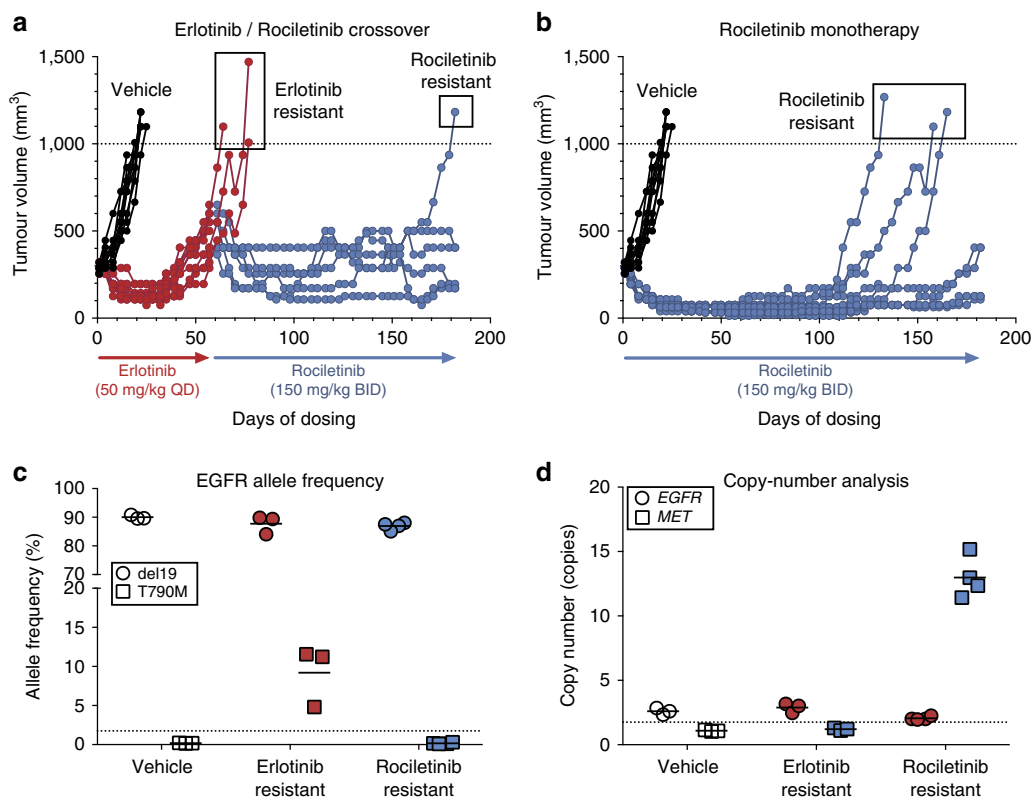 a
Erlotinib / Rociletinib crossover
1,500
1,000
500
0
Tumour volume (mm³)
Vehicle
Erlotinib
resistant
Rociletinib
resistant
0 50 100 150 200
Erlotinib
(50 mg/kg QD)
Rociletinib
(150 mg/kg BID)
Days of dosing
b
Rociletinib monotherapy
1,500
1,000
500
0
Tumour volume (mm³)
Vehicle
Rociletinib
resisant
0 50 100 150 200
Rociletinib
(150 mg/kg BID)
Days of dosing
c
EGFR allele frequency
100
90
80
70
20
15
10
5
0
Allele frequency (%)
del19
T790M
Vehicle
Erlotinib
resistant
Rociletinib
resistant
d
Copy-number analysis
20
15
10
5
0
Copy number (copies)
EGFR
MET
Vehicle
Erlotinib
resistant
Rociletinib
resistant